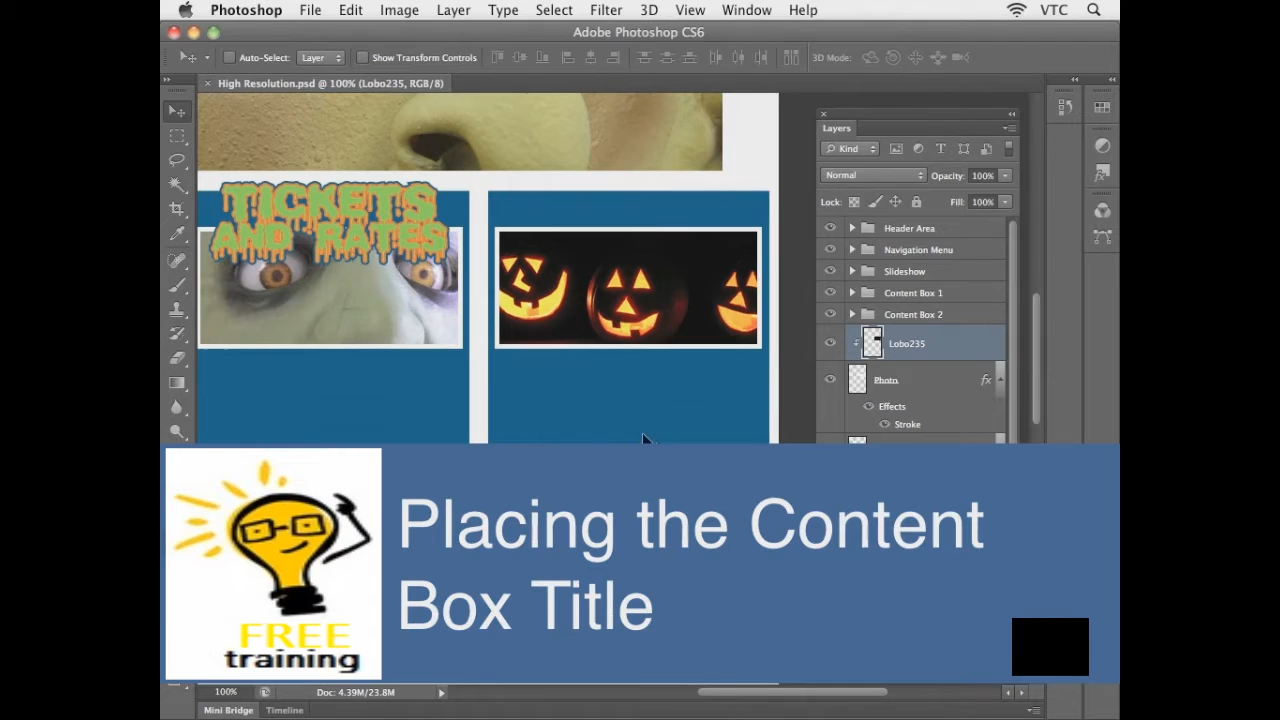 Photoshop File Edit Image Layer Type Select Filter 3D View Window Help VTC
Adobe Photoshop CS6
Auto-Select: Layer Show Transform Controls 3D Mode:
× High Resolution.psd @ 100% (Lobo235, RGB/8)
TICKETS
AND RATES
Layers
Kind
Normal Opacity: 100%
Lock: Fill: 100%
Header Area
Navigation Menu
Slideshow
Content Box 1
Content Box 2
Lobo235
Photo fx
Effects
Stroke
Placing the Content
Box Title
FREE
training
100% Doc: 4.39M/23.8M
Mini Bridge Timeline